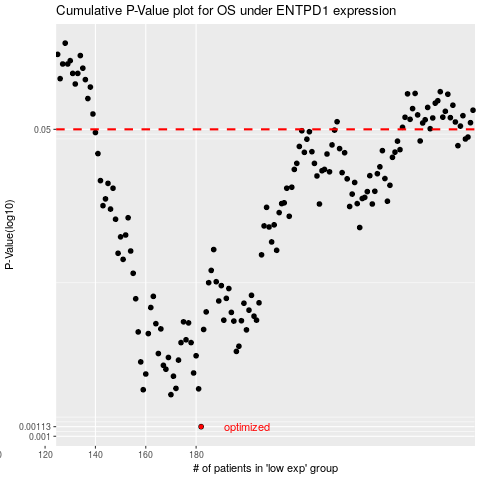 Cumulative P-Value plot for OS under ENTPD1 expression
P-Value(log10)
0.05
0.00113
0.001
optimized
0 120 140 160 180
# of patients in 'low exp' group